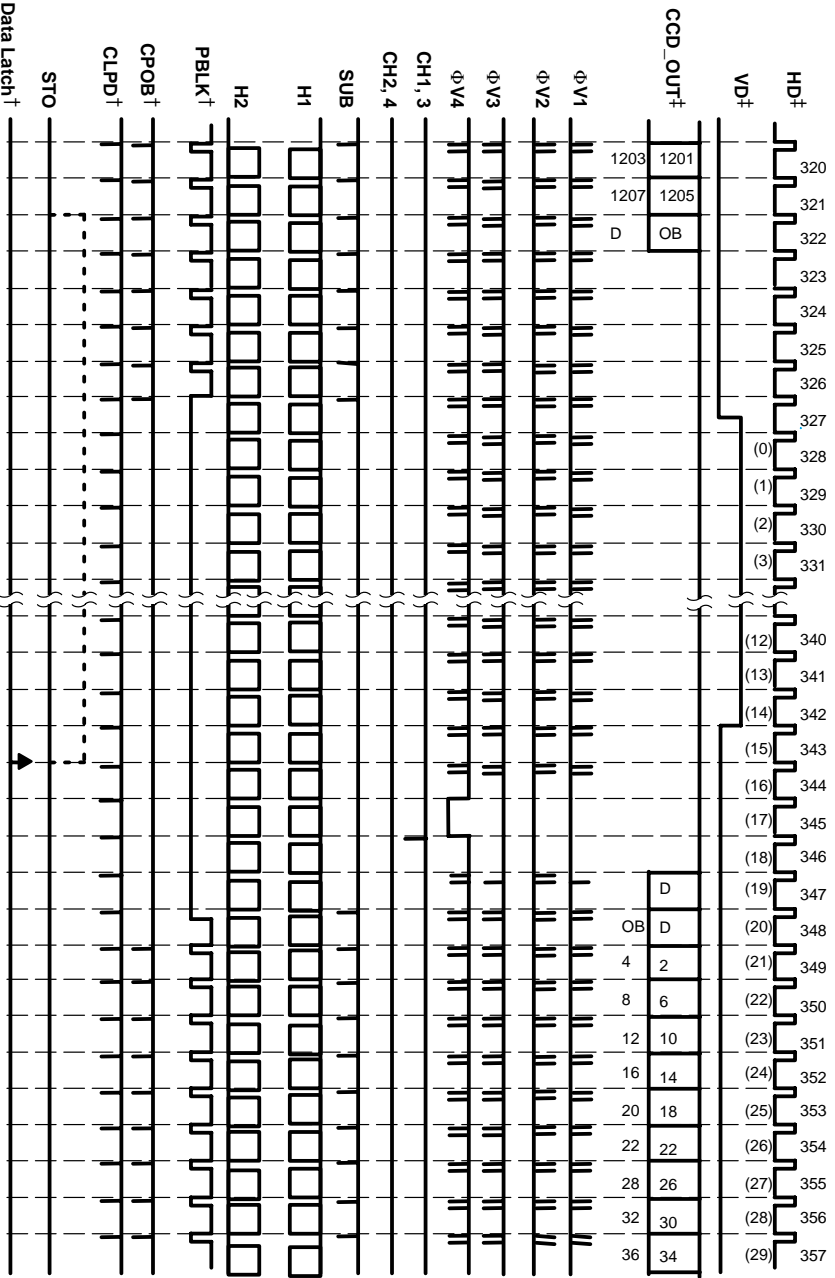 HD‡
VD‡
CCD_OUT‡
ΦV1
ΦV2
ΦV3
ΦV4
CH1, 3
CH2, 4
SUB
H1
H2
PBLK†
CPOB†
CLPD†
STO
Data Latch†
1203 1201 320
1207 1205 321
D OB 322
323
324
325
326
327
(0) 328
(1) 329
(2) 330
(3) 331
(12) 340
(13) 341
(14) 342
(15) 343
(16) 344
(17) 345
(18) 346
D (19) 347
OB D (20) 348
4 2 (21) 349
8 6 (22) 350
12 10 (23) 351
16 14 (24) 352
20 18 (25) 353
22 22 (26) 354
28 26 (27) 355
32 30 (28) 356
36 34 (29) 357